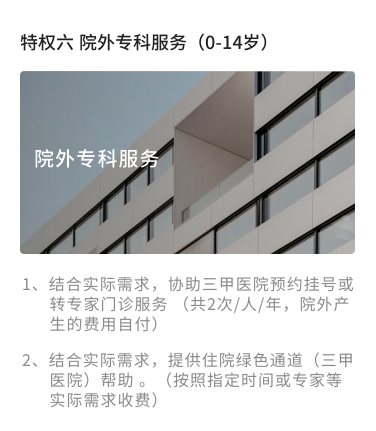 特权六 院外专科服务（0-14岁）
院外专科服务
1、结合实际需求，协助三甲医院预约挂号或
转专家门诊服务 （共2次/人/年，院外产
生的费用自付）
2、结合实际需求，提供住院绿色通道（三甲
医院）帮助 。（按照指定时间或专家等
实际需求收费）